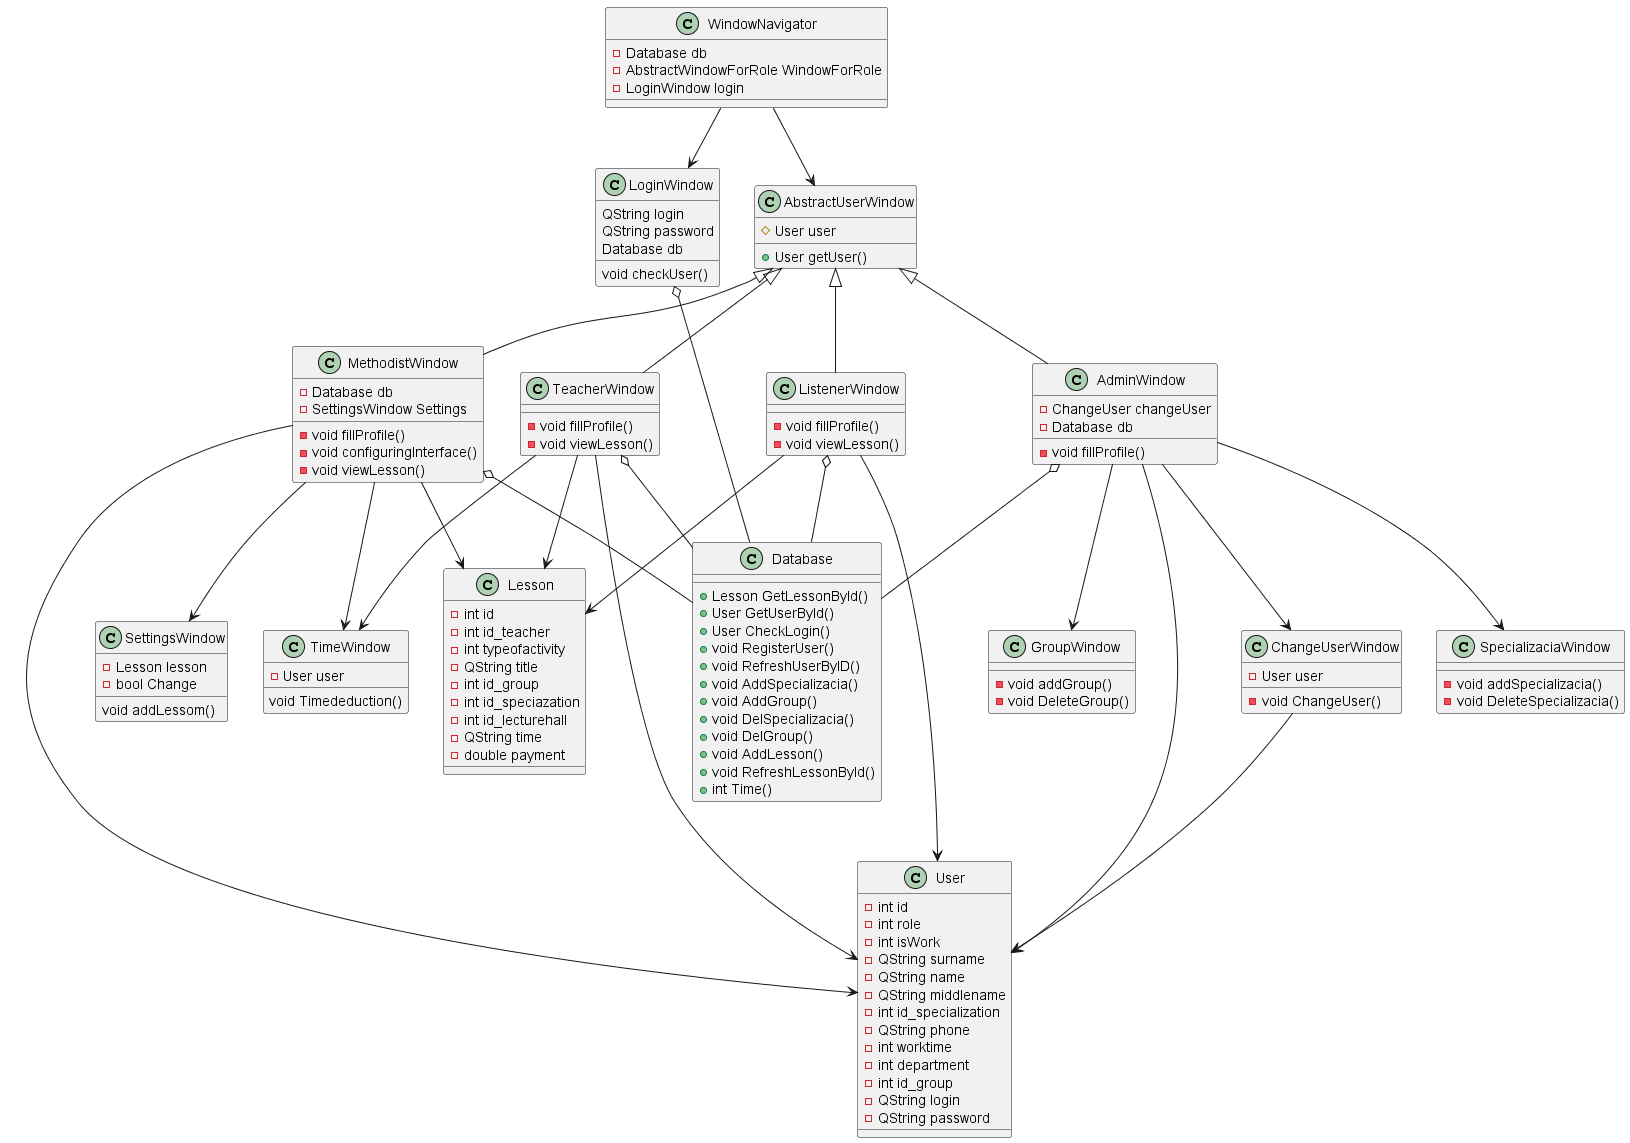 C WindowNavigator
Database db
AbstractWindowForRole WindowForRole
LoginWindow login
C LoginWindow
QString login
QString password
Database db
void checkUser()
C AbstractUserWindow
User user
User getUser()
C MethodistWindow
Database db
SettingsWindow Settings
void fillProfile()
void configuringInterface()
void viewLesson()
C TeacherWindow
void fillProfile()
void viewLesson()
C ListenerWindow
void fillProfile()
void viewLesson()
C AdminWindow
ChangeUser changeUser
Database db
void fillProfile()
C SettingsWindow
Lesson lesson
bool Change
void addLessom()
C TimeWindow
User user
void Timededuction()
C Lesson
int id
int id_teacher
int typeofactivity
QString title
int id_group
int id_speciazation
int id_lecturehall
QString time
double payment
C Database
Lesson GetLessonById()
User GetUserById()
User CheckLogin()
void RegisterUser()
void RefreshUserByID()
void AddSpecializacia()
void AddGroup()
void DelSpecializacia()
void DelGroup()
void AddLesson()
void RefreshLessonById()
int Time()
C GroupWindow
void addGroup()
void DeleteGroup()
C ChangeUserWindow
User user
void ChangeUser()
C SpecializaciaWindow
void addSpecializacia()
void DeleteSpecializacia()
C User
int id
int role
int isWork
QString surname
QString name
QString middlename
int id_specialization
QString phone
int worktime
int department
int id_group
QString login
QString password